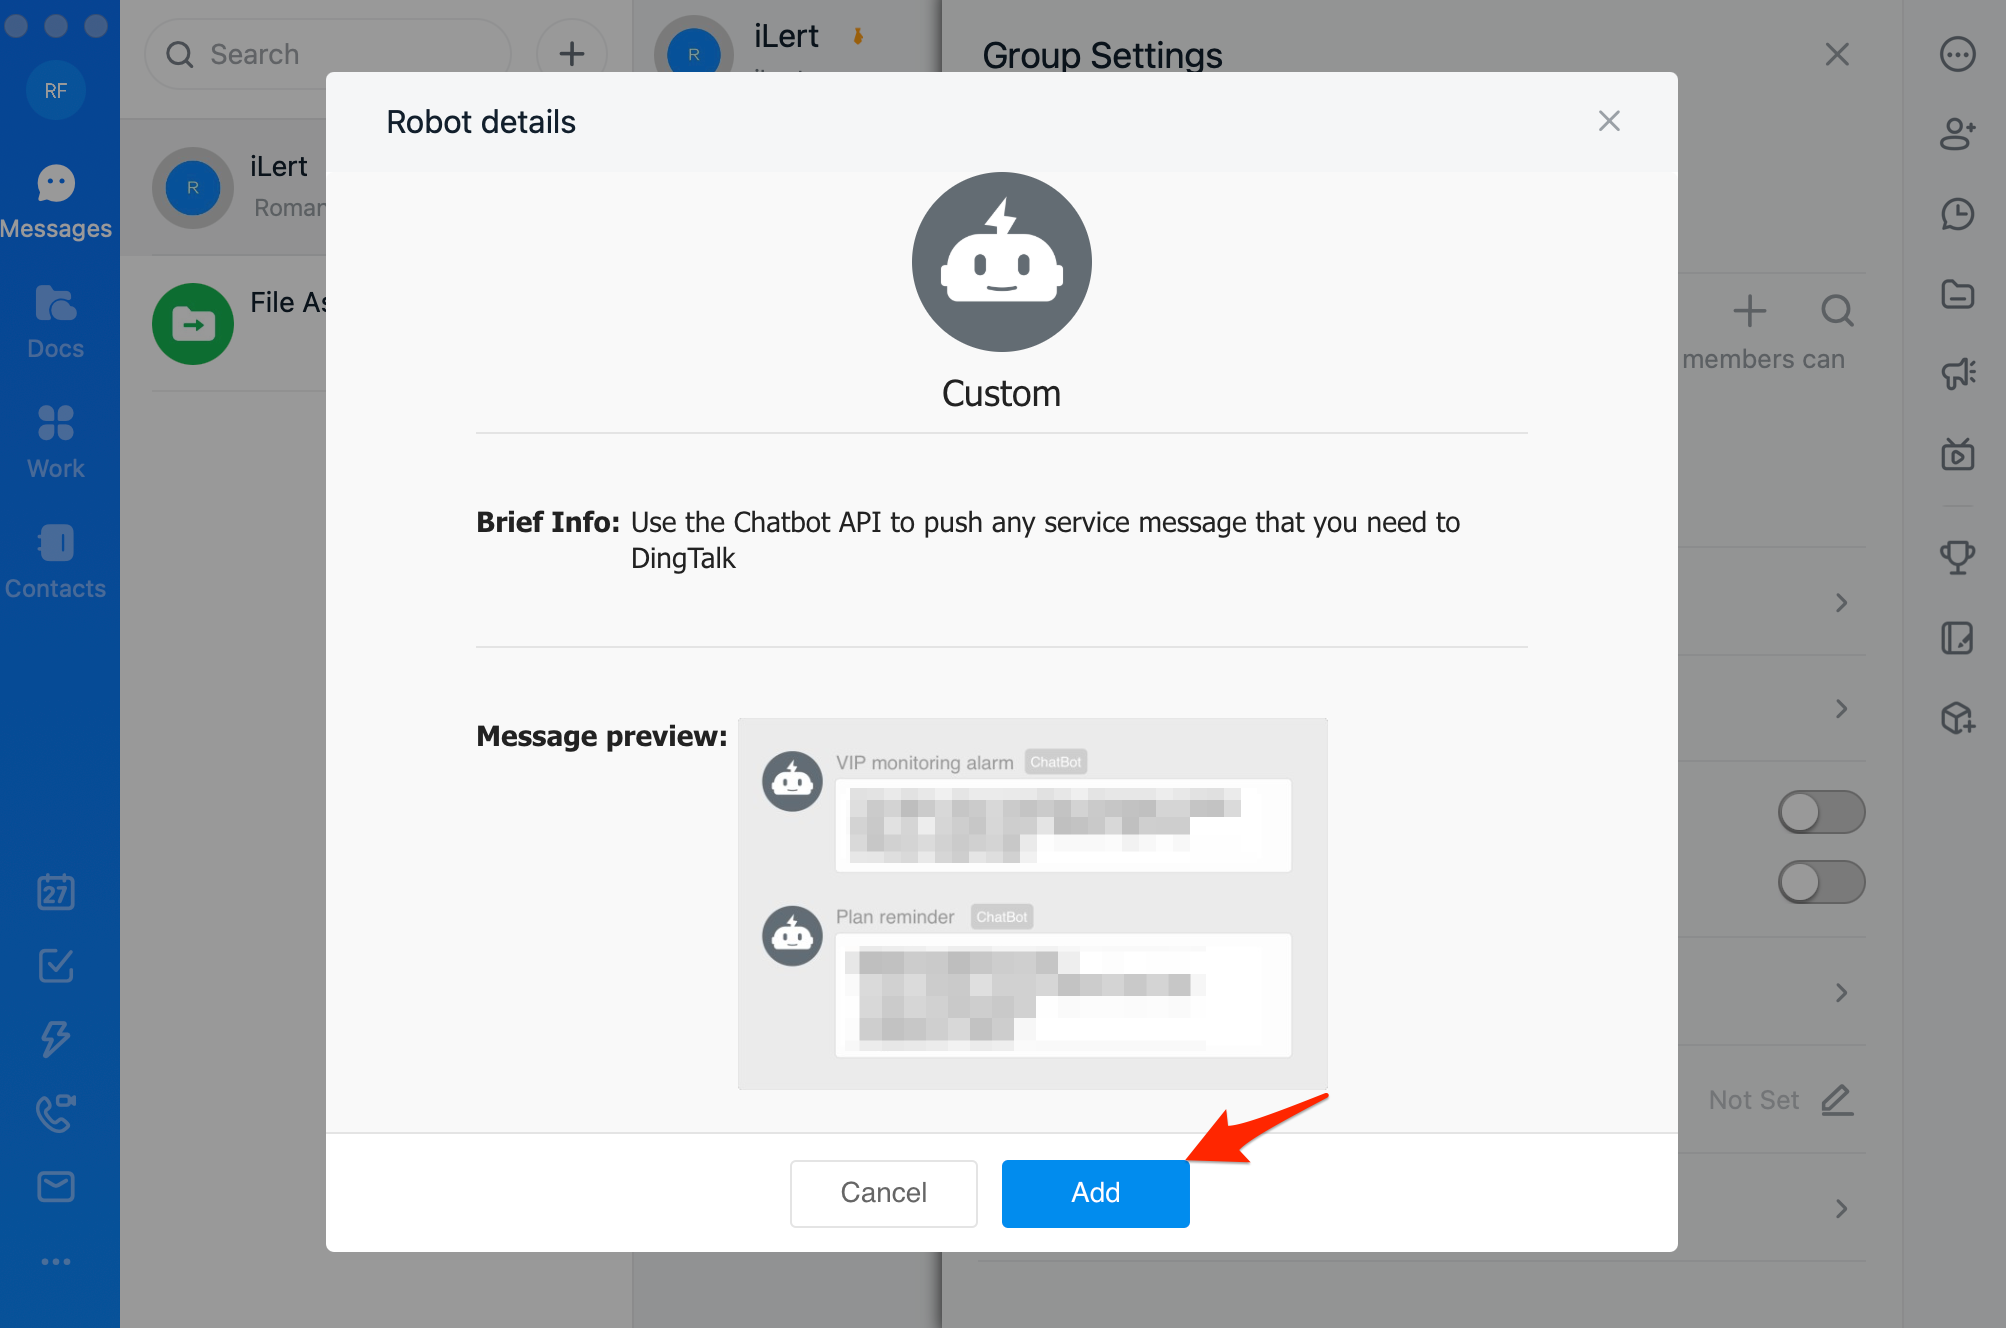 RF
Messages
Docs
Work
Contacts
27
Search
R
iLert
Roman
File As
R
iLert
Group Settings
members can
Not Set
Robot details
Custom
Brief Info: Use the Chatbot API to push any service message that you need to
DingTalk
Message preview:
VIP monitoring alarm ChatBot
Plan reminder ChatBot
Cancel
Add